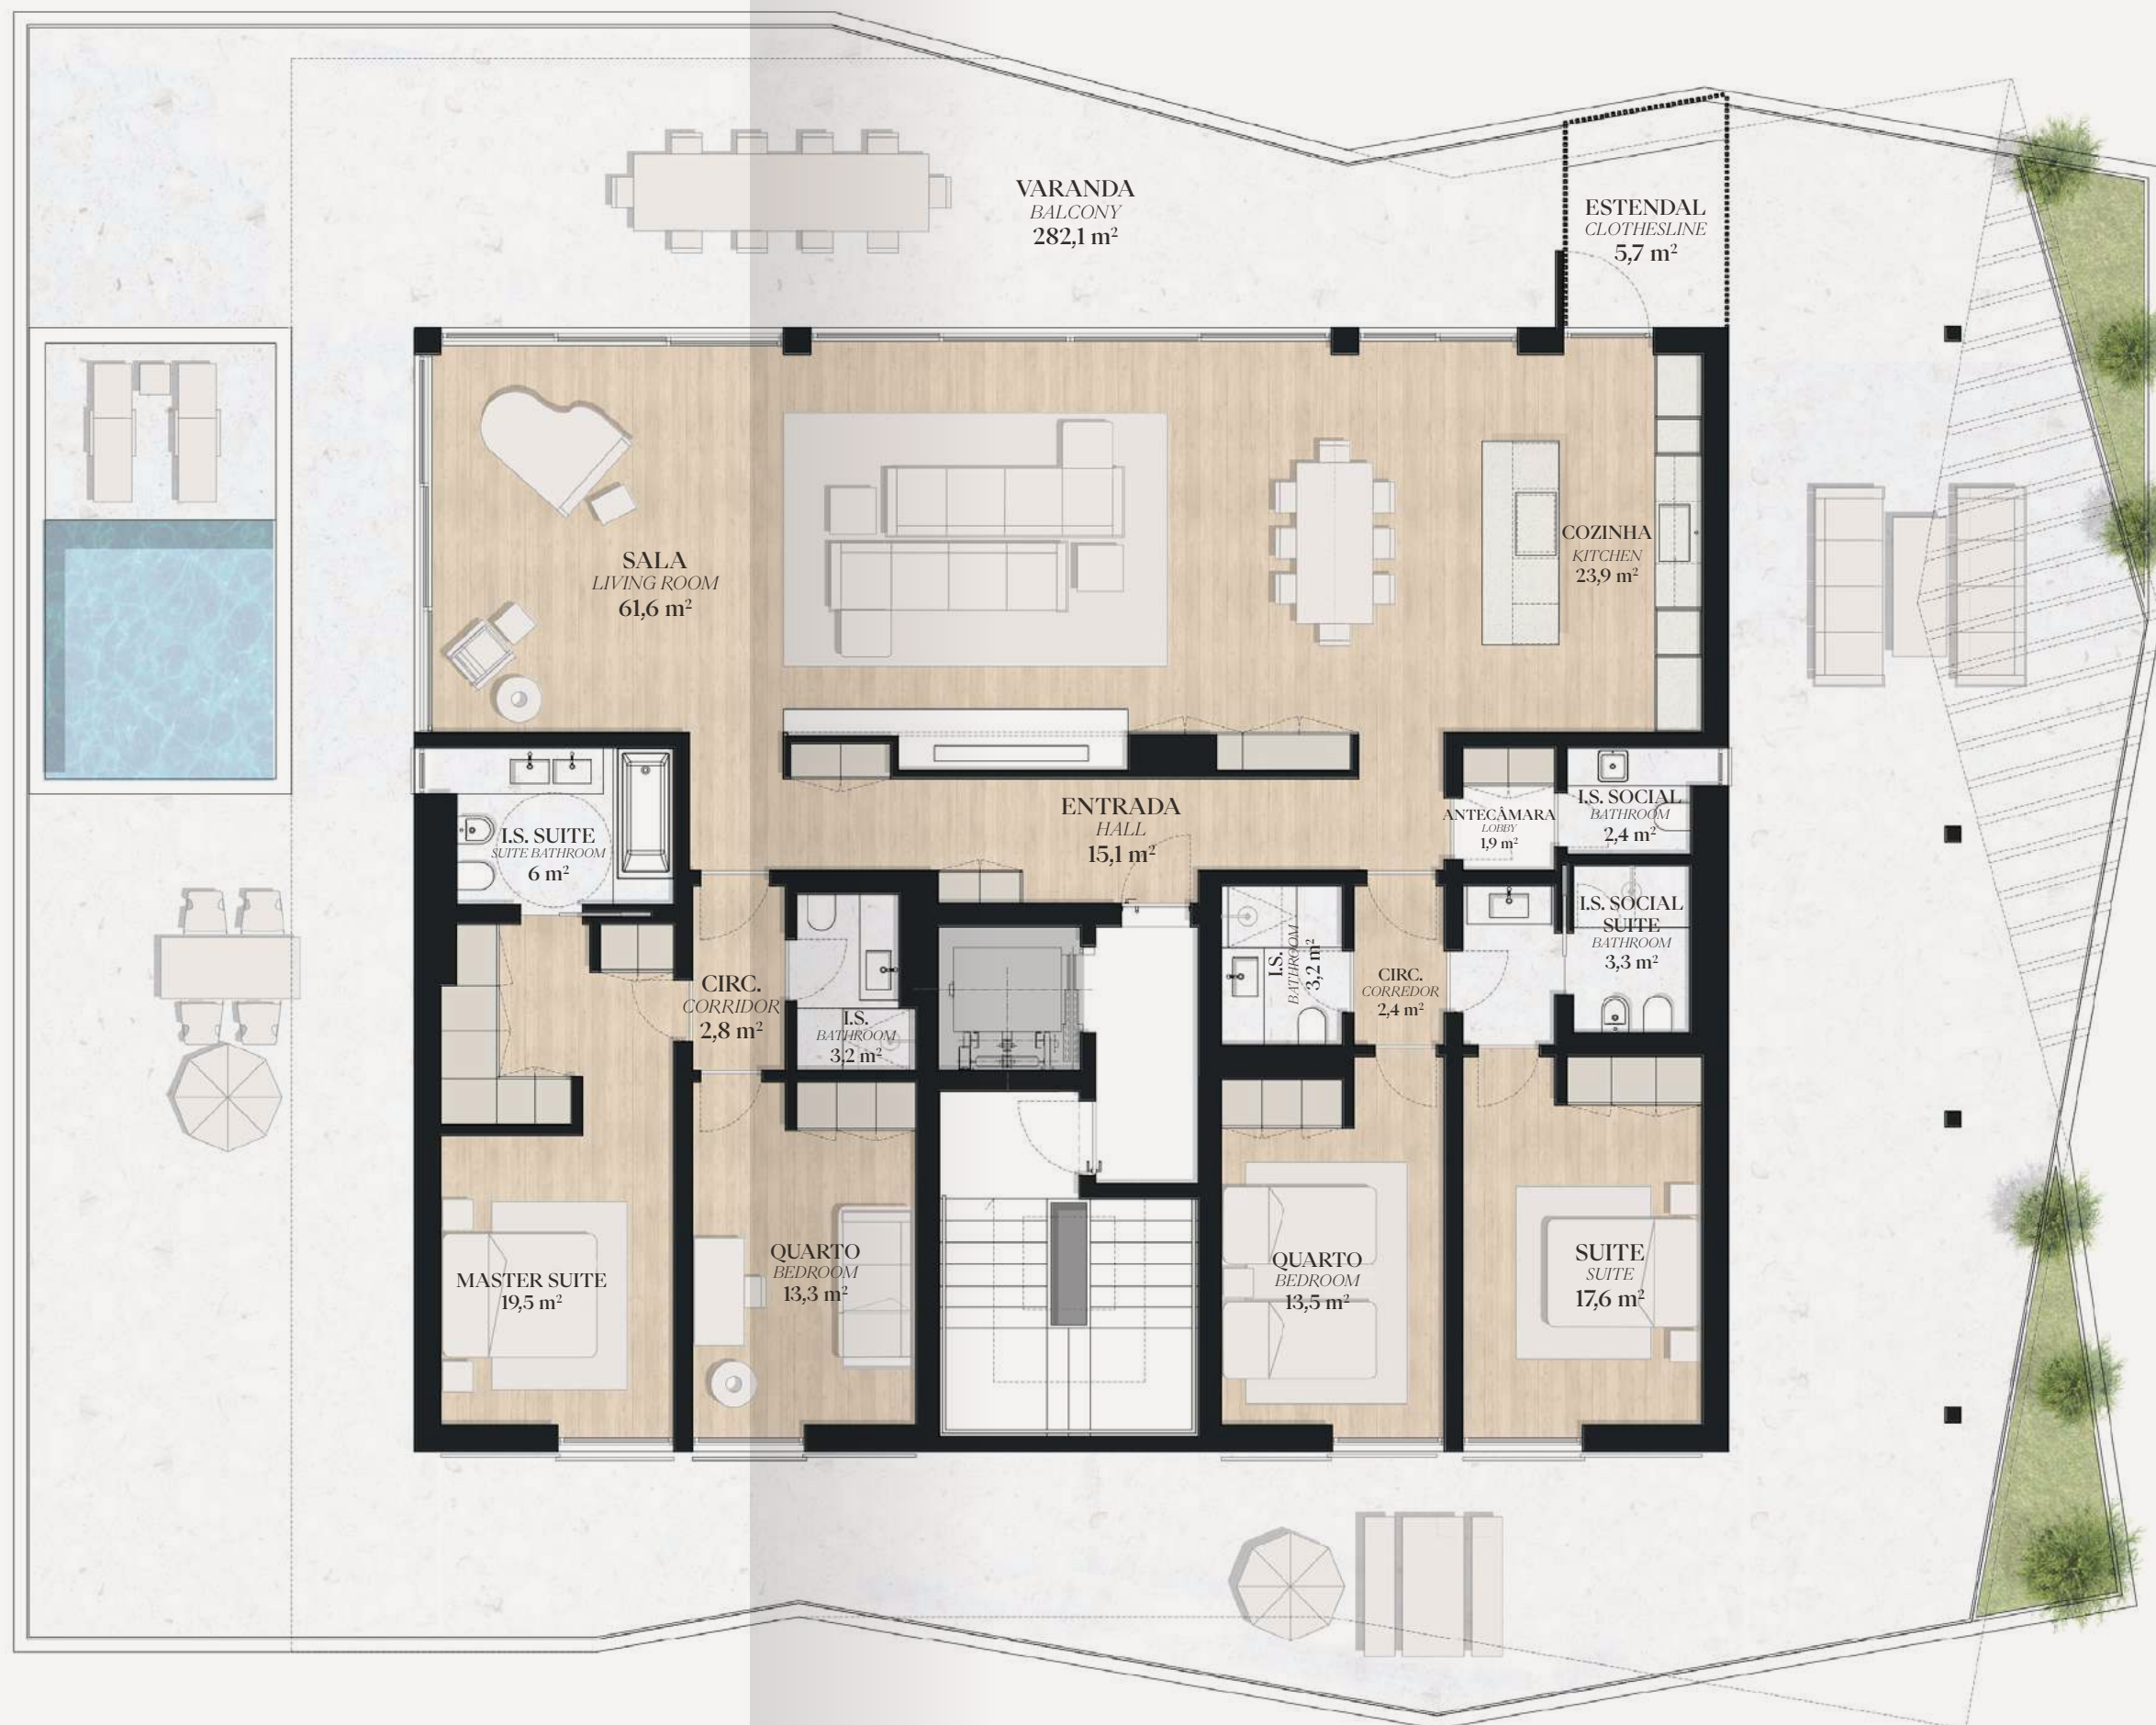 VARANDA
BALCONY
282,1 m²
ESTENDAL
CLOTHESLINE
5,7 m²
SALA
LIVING ROOM
61,6 m²
COZINHA
KITCHEN
23,9 m²
ENTRADA
HALL
15,1 m²
ANTECÂMARA
LOBBY
1,9 m²
I.S. SOCIAL
BATHROOM
2,4 m²
I.S. SUITE
SUITE BATHROOM
6 m²
I.S. SOCIAL
SUITE
BATHROOM
3,3 m²
CIRC.
CORRIDOR
2,8 m²
I.S.
BATHROOM
3,2 m²
I.S.
BATHROOM
3,2 m²
CIRC.
CORREDOR
2,4 m²
MASTER SUITE
19,5 m²
QUARTO
BEDROOM
13,3 m²
QUARTO
BEDROOM
13,5 m²
SUITE
SUITE
17,6 m²